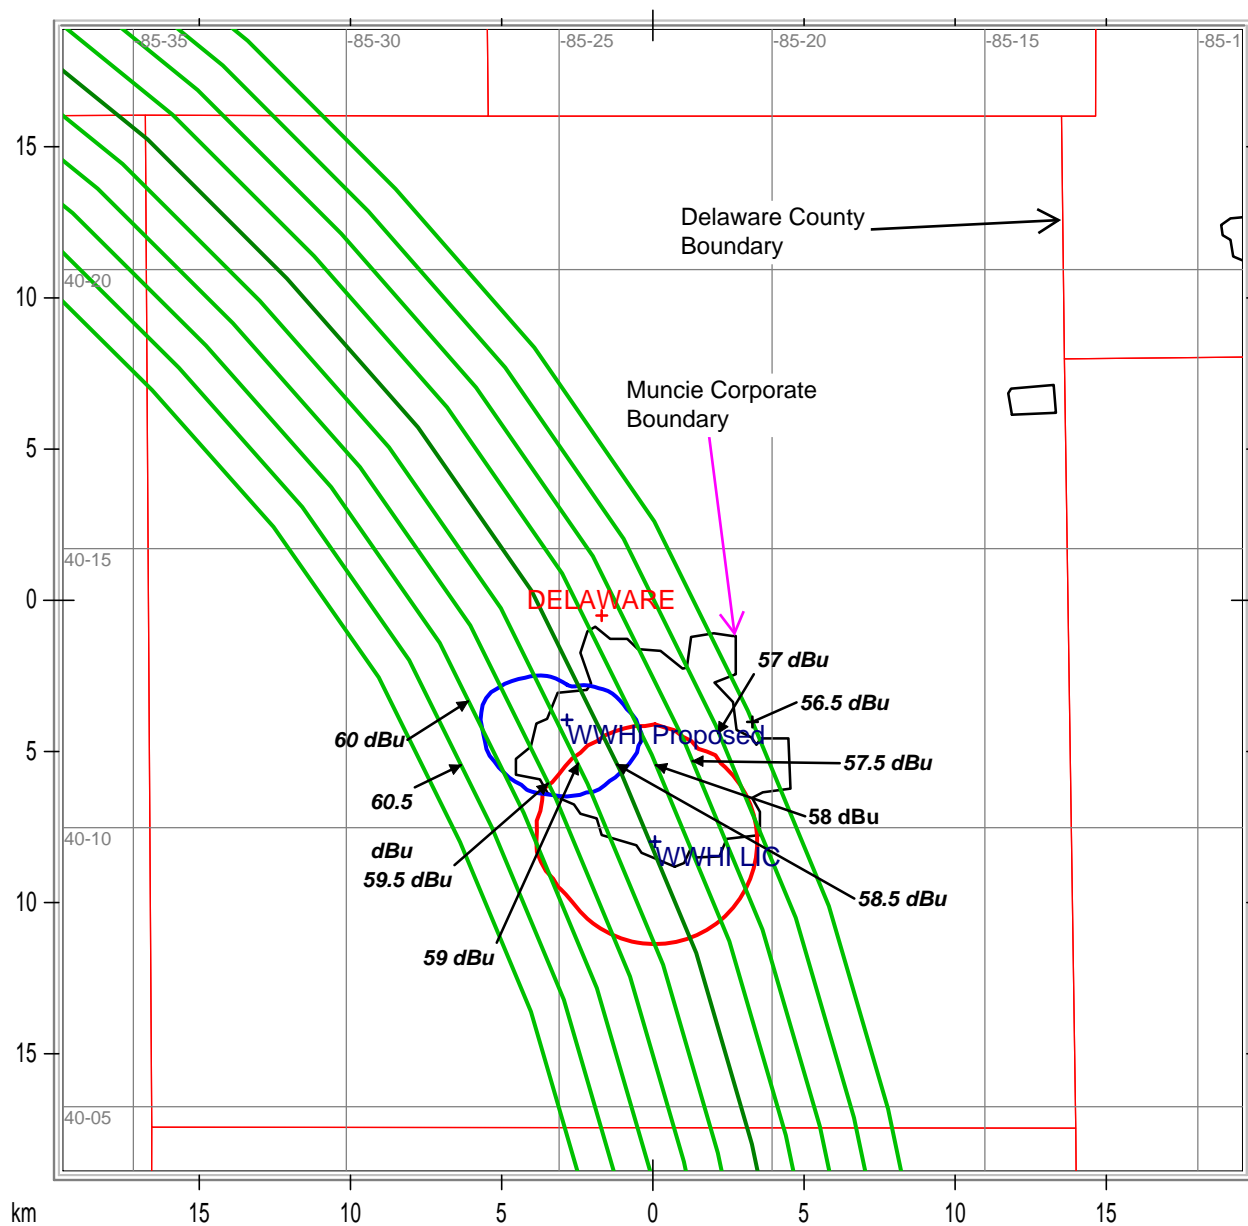 -85-35
-85-30
-85-25
-85-20
-85-15
-85-1
15
Delaware County
Boundary
40-20
10
Muncie Corporate
Boundary
5
40-15
0
DELAWARE
57 dBu
56.5 dBu
WWHI Proposed
60 dBu
5
57.5 dBu
60.5
58 dBu
40-10
dBu
WWHI LIC
59.5 dBu
58.5 dBu
10
59 dBu
15
40-05
km
15
10
5
0
5
10
15